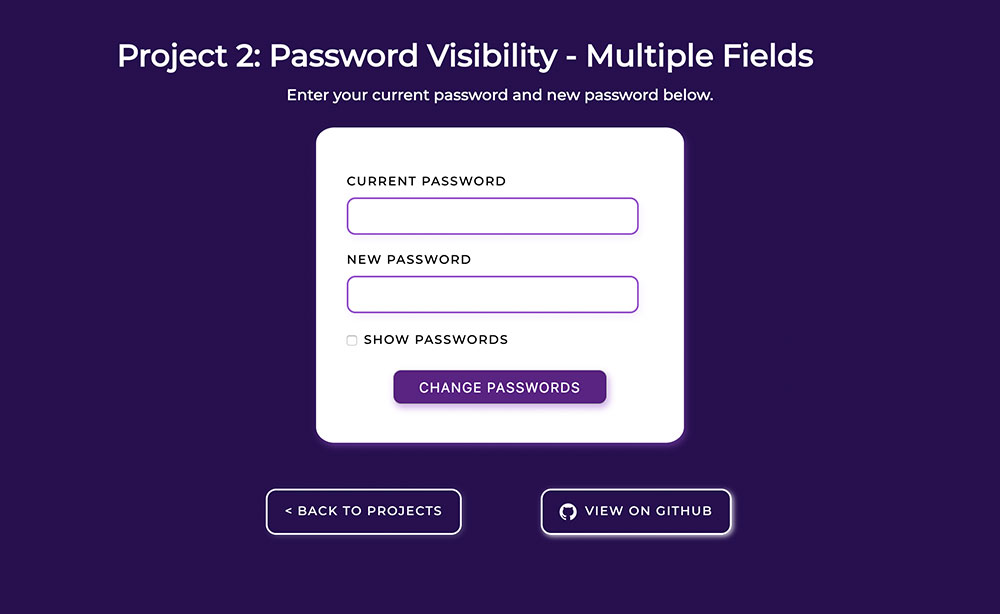 Project 2: Password Visibility - Multiple Fields
Enter your current password and new password below.
CURRENT PASSWORD
NEW PASSWORD
SHOW PASSWORDS
CHANGE PASSWORDS
< BACK TO PROJECTS
VIEW ON GITHUB